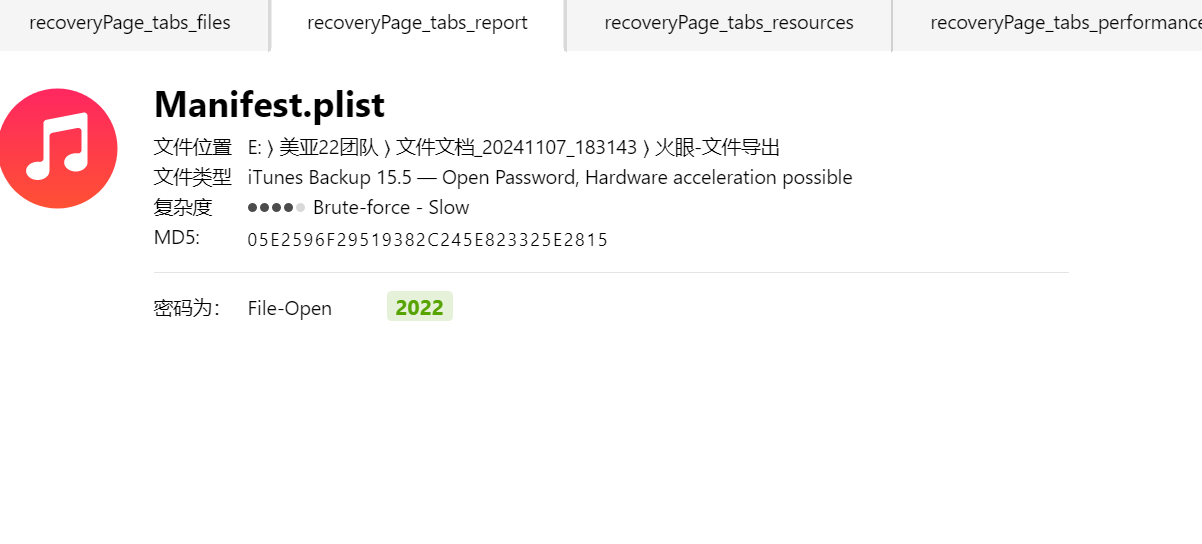 recoveryPage_tabs_files recoveryPage_tabs_report recoveryPage_tabs_resources recoveryPage_tabs_performance
Manifest.plist
文件位置 E: ⟩ 美亚22团队 ⟩ 文件文档_20241107_183143 ⟩ 火眼-文件导出
文件类型 iTunes Backup 15.5 — Open Password, Hardware acceleration possible
复杂度 Brute-force - Slow
MD5: 05E2596F29519382C245E823325E2815
密码为： File-Open 2022